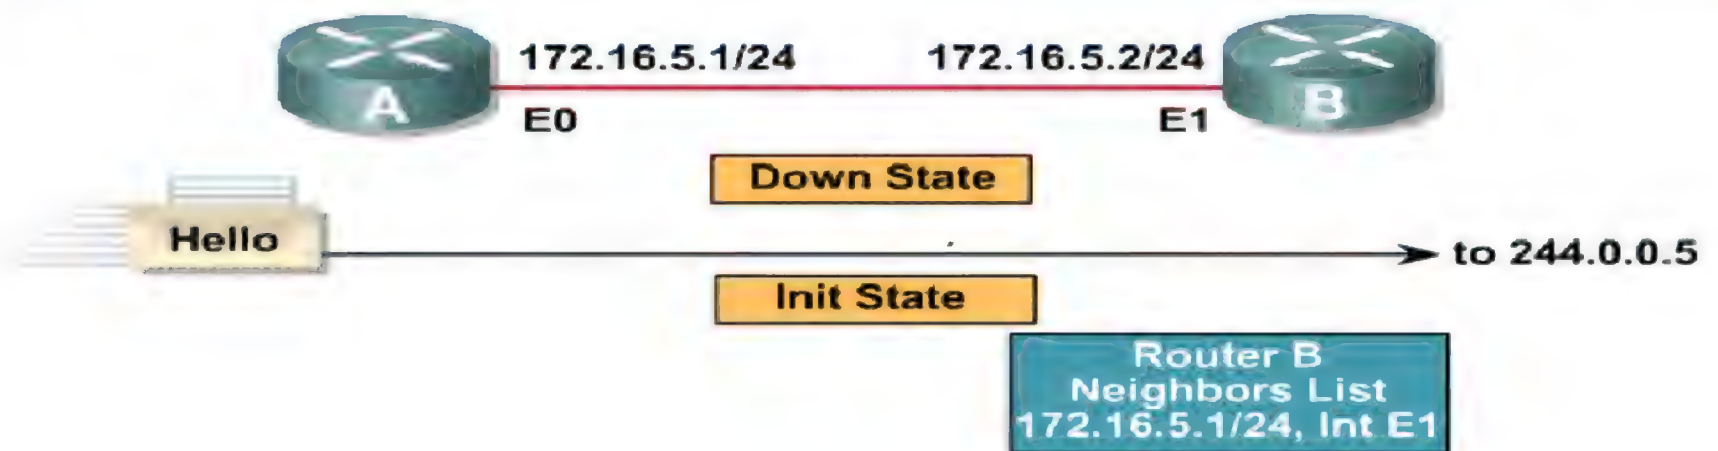 172.16.5.1/24
172.16.5.2/24
A
E0
E1
B
Down State
Hello
to 244.0.0.5
Init State
Router B
Neighbors List
172.16.5.1/24, Int E1